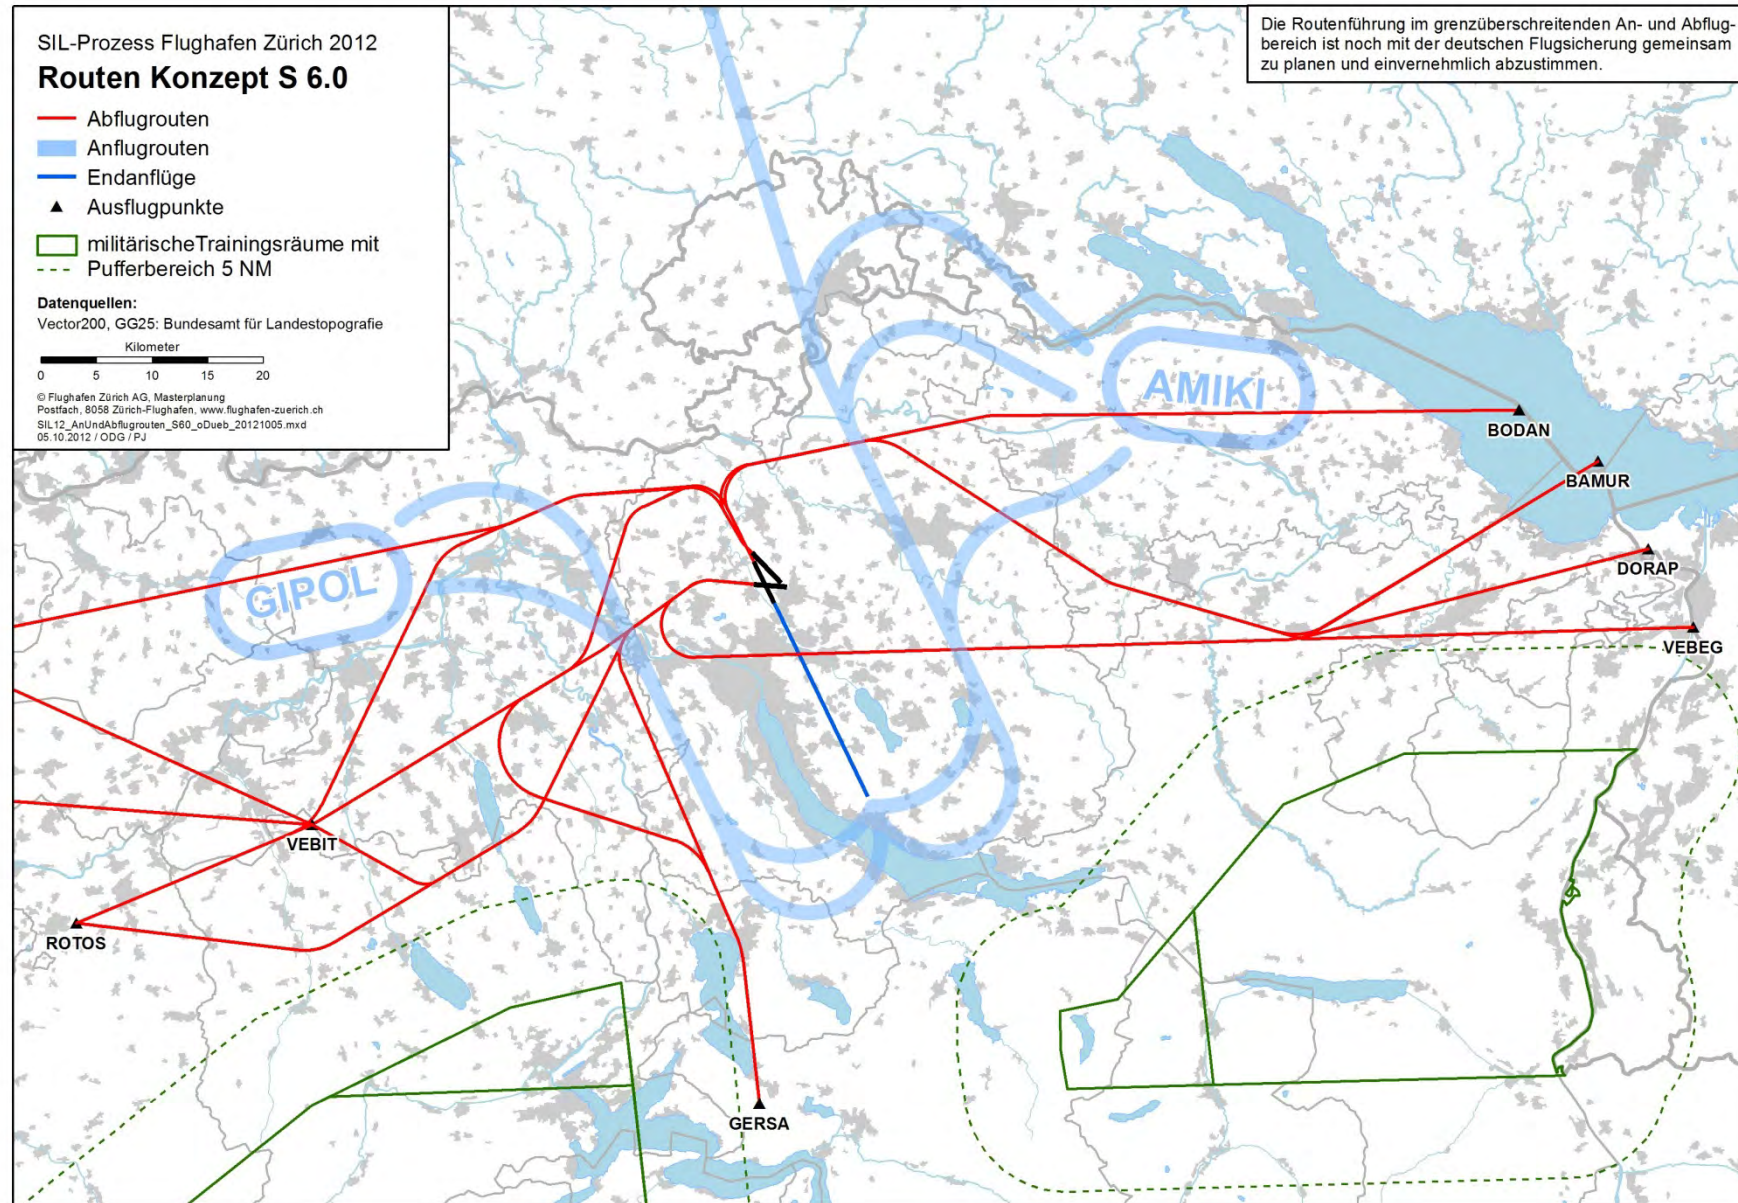 SIL-Prozess Flughafen Zürich 2012
Routen Konzept S 6.0
Abflugrouten
Anflugrouten
Endanflüge
Ausflugpunkte
militärischeTrainingsräume mit
Pufferbereich 5 NM
Datenquellen:
Vector200, GG25: Bundesamt für Landestopografie
Kilometer
0 5 10 15 20
© Flughafen Zürich AG, Masterplanung
Postfach, 8058 Zürich-Flughafen, www.flughafen-zuerich.ch
SIL12_AnUndAbflugrouten_S60_oDueb_20121005.mxd
05.10.2012 / ODG / PJ
Die Routenführung im grenzüberschreitenden An- und Abflug-
bereich ist noch mit der deutschen Flugsicherung gemeinsam
zu planen und einvernehmlich abzustimmen.
AMIKI
BODAN
BAMUR
DORAP
GIPOL
VEBEG
VEBIT
ROTOS
GERSA